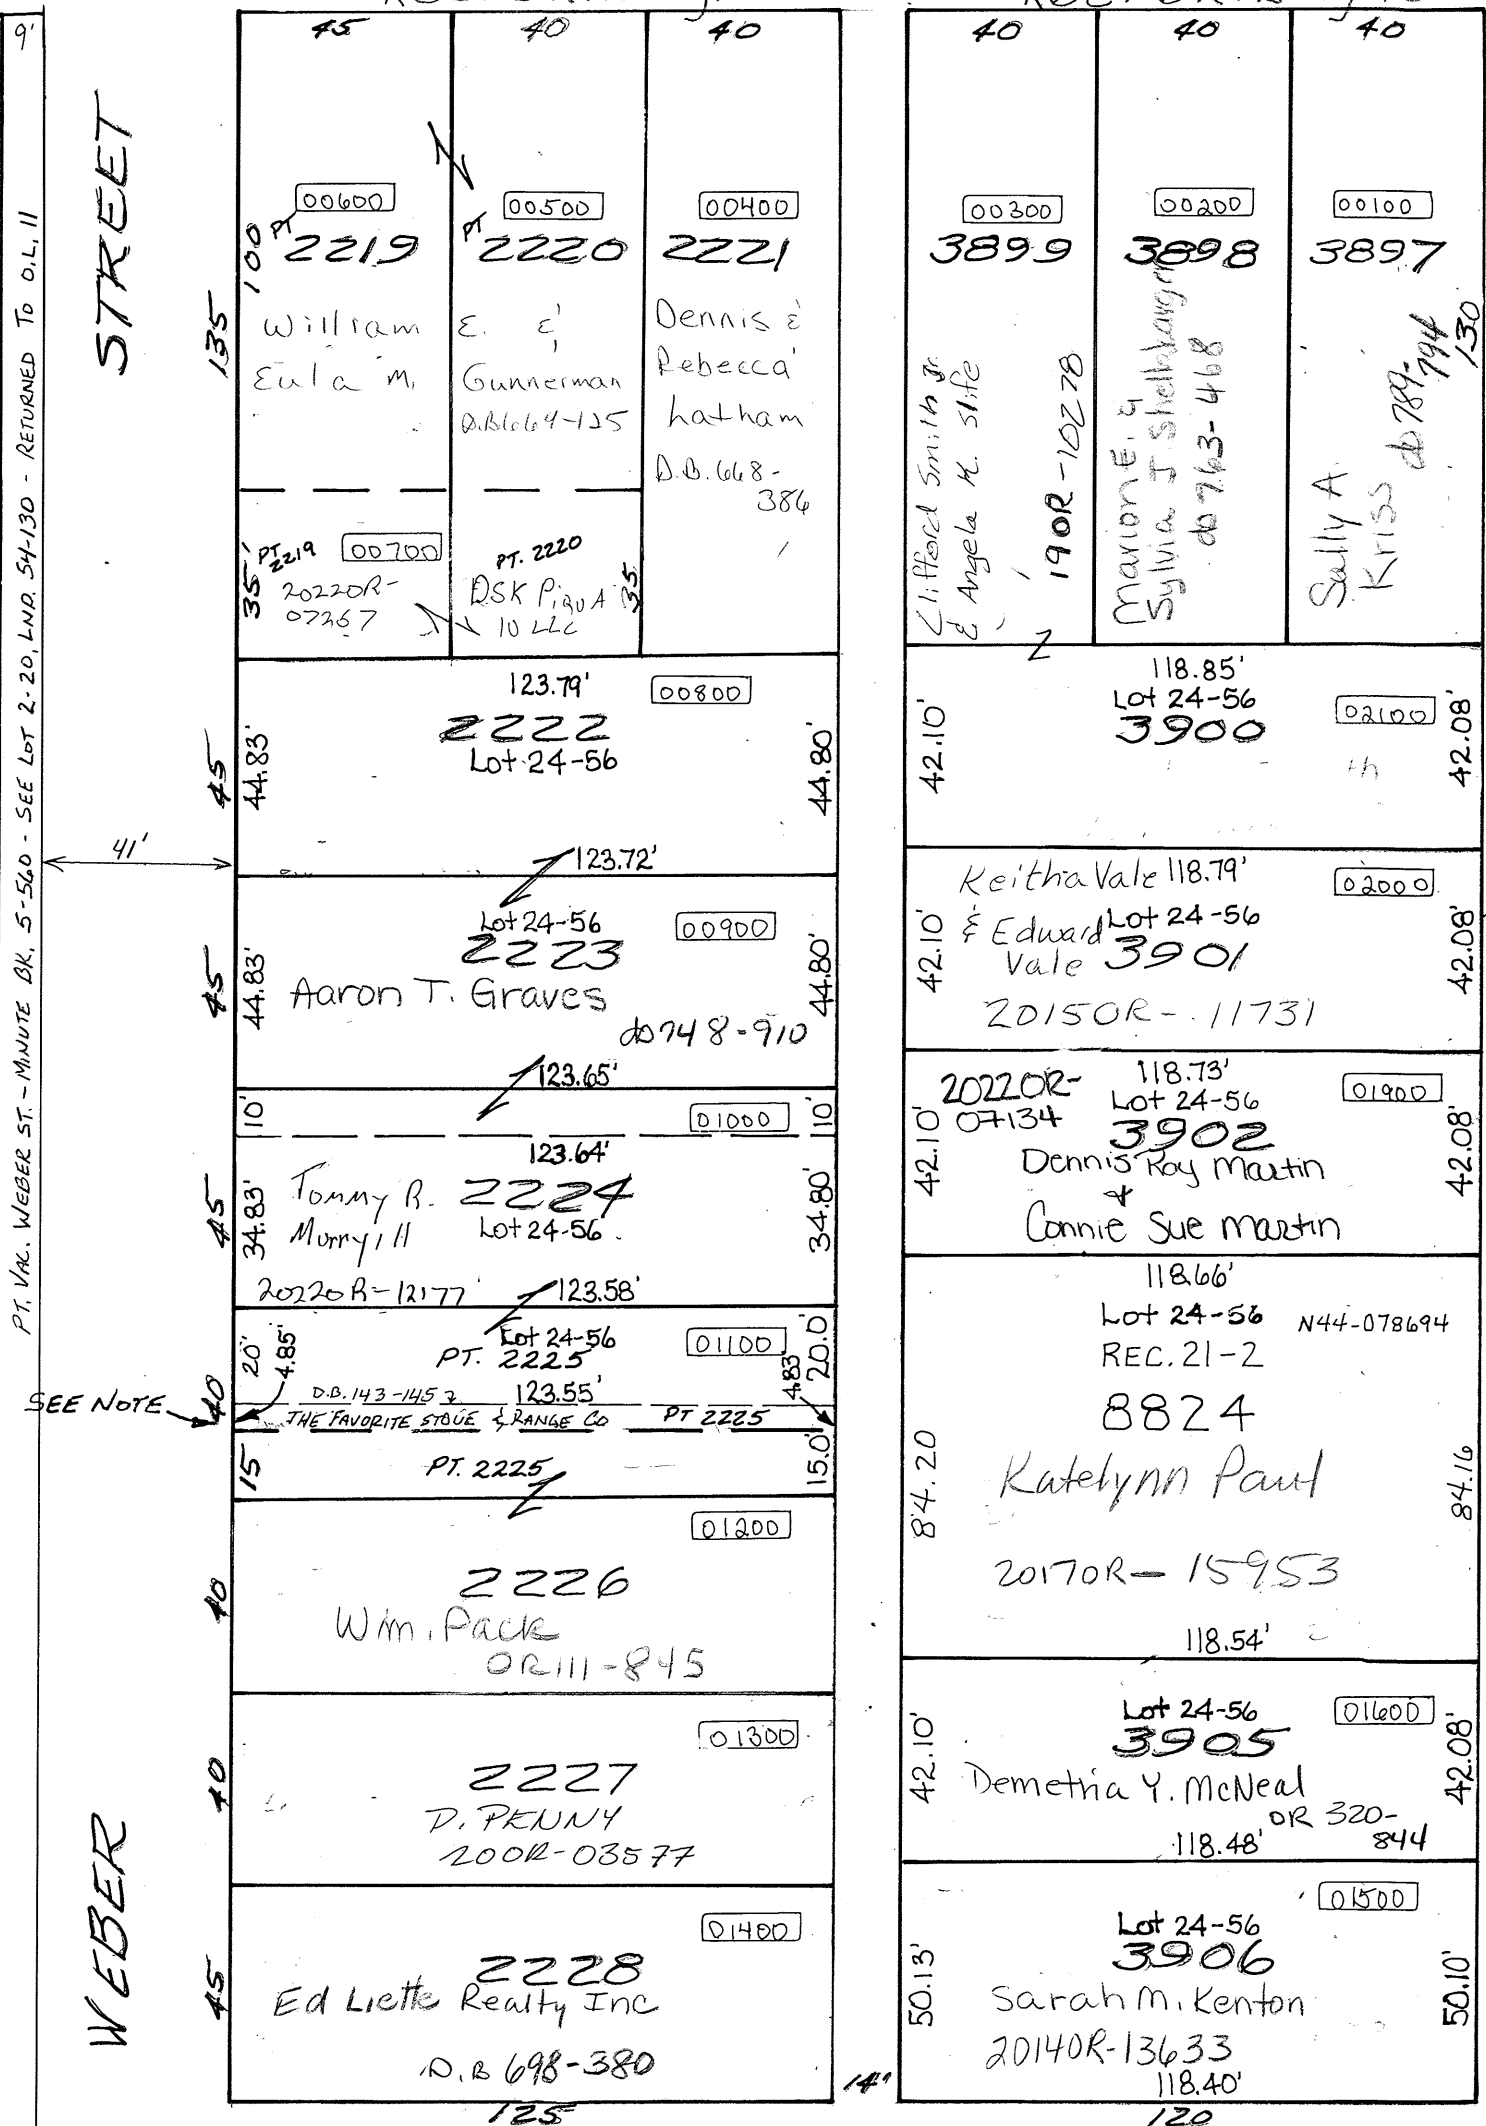 9'
PT. VAC. WEBER ST. - MINUTE BK. 5-560 - SEE LOT 2-20, LND. 54-130 - RETURNED TO O.L. 11
STREET
WEBER
41'
SEE NOTE
45
40
40
135
100
00600
PT
2219
00500
PT
2220
00400
2221
William E. &
Eula M. Gunnerman
D.B. 664-125
Dennis &
Rebecca
Latham
D.B. 668-
386
35'
PT.
2219
00700
20220R-
07267
PT. 2220
DSK PiquA
10 LLC
35
123.79'
00800
2222
Lot 24-56
45
44.83'
44.80'
123.72'
Lot 24-56
00900
2223
45
44.83'
44.80'
Aaron T. Graves
db 748-910
123.65'
10'
01000
10'
123.64'
Tommy R.
2224
Murryill
Lot 24-56
45
34.83'
34.80'
20220R-12177
123.58'
Lot 24-56
01100
PT. 2225
20'
4.85'
4.83'
20.0'
D.B. 143-145
123.55'
40
THE FAVORITE STOVE & RANGE CO
PT 2225
15
PT. 2225
15.0'
01200
2226
40
Wm. Pack
OR 111-845
01300
2227
40
D. PENNY
200R-03577
01400
2228
45
Ed Liette Realty Inc
D.B 698-380
125
14'
40
40
40
00300
3899
00200
3898
00100
3897
Clifford Smith Jr.
& Angela K. Slife
190R-10278
Marion E. &
Sylvia J
db 763-468
Sally A
Kriss
db 789-
794
130
118.85'
Lot 24-56
3900
02100
42.10'
42.08'
Keitha Vale
118.79'
02000
& Edward
Lot 24-56
Vale
3901
42.10'
42.08'
20150R-11731
20220R-
07134
118.73'
Lot 24-56
01900
3902
42.10'
42.08'
Dennis Ray Martin
&
Connie Sue Martin
118.66'
Lot 24-56
N44-078694
REC. 21-2
8824
84.20
84.16
Katelynn Paul
20170R-15953
118.54'
Lot 24-56
01600
3905
42.10'
42.08'
Demetria Y. McNeal
OR 320-
844
118.48'
01500
Lot 24-56
3906
50.13'
50.10'
Sarah M. Kenton
20140R-13633
118.40'
120